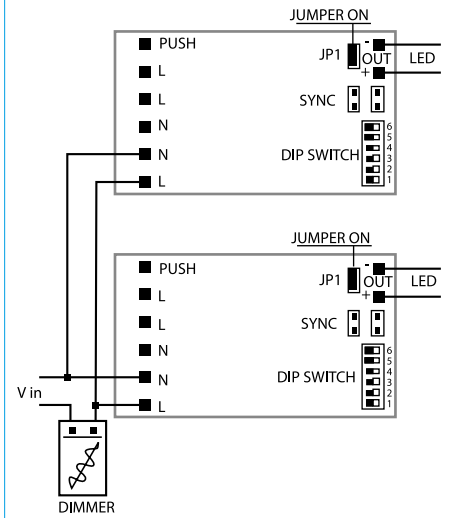 JUMPER ON
PUSH
JP1
-
OUT
+
LED
L
L
SYNC
N
N
DIP SWITCH
6
5
4
3
2
1
L
JUMPER ON
PUSH
JP1
-
OUT
+
LED
L
L
SYNC
N
N
DIP SWITCH
6
5
4
3
2
1
L
V in
DIMMER